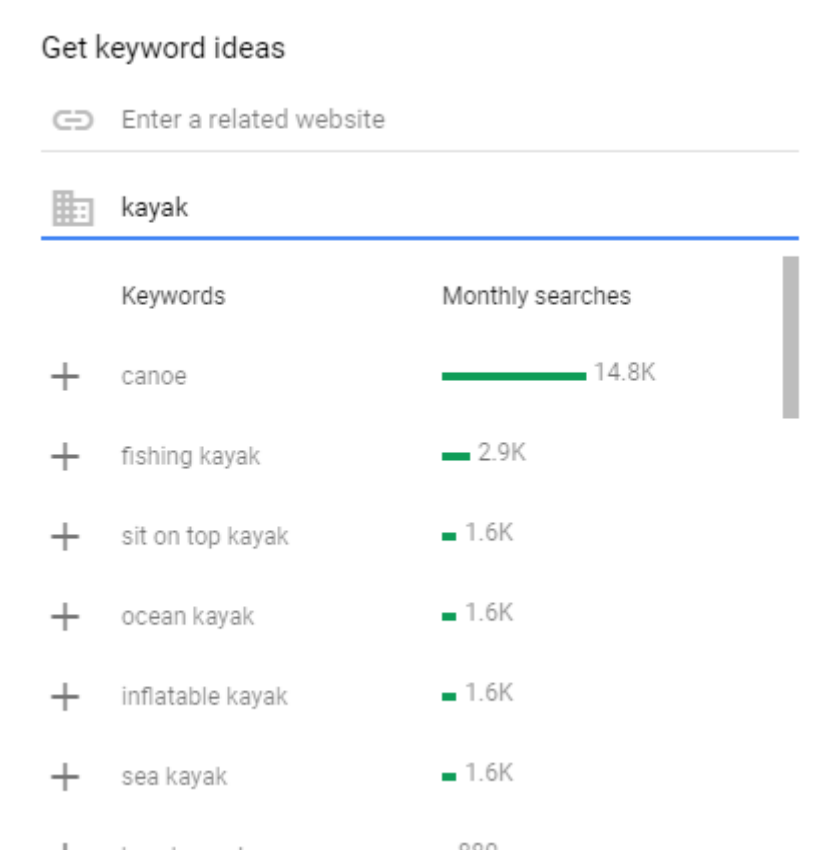 Get keyword ideas
Enter a related website
kayak
Keywords Monthly searches
canoe 14.8K
fishing kayak 2.9K
sit on top kayak 1.6K
ocean kayak 1.6K
inflatable kayak 1.6K
sea kayak 1.6K